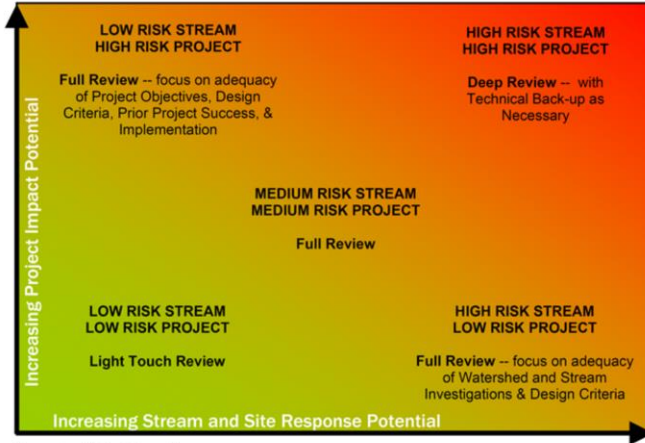 LOW RISK STREAM
HIGH RISK PROJECT
Full Review -- focus on adequacy
of Project Objectives, Design
Criteria, Prior Project Success, &
Implementation
HIGH RISK STREAM
HIGH RISK PROJECT
Deep Review -- with
Technical Back-up as
Necessary
MEDIUM RISK STREAM
MEDIUM RISK PROJECT
Full Review
LOW RISK STREAM
LOW RISK PROJECT
Light Touch Review
HIGH RISK STREAM
LOW RISK PROJECT
Full Review -- focus on adequacy
of Watershed and Stream
Investigations & Design Criteria
Increasing Project Impact Potential
Increasing Stream and Site Response Potential